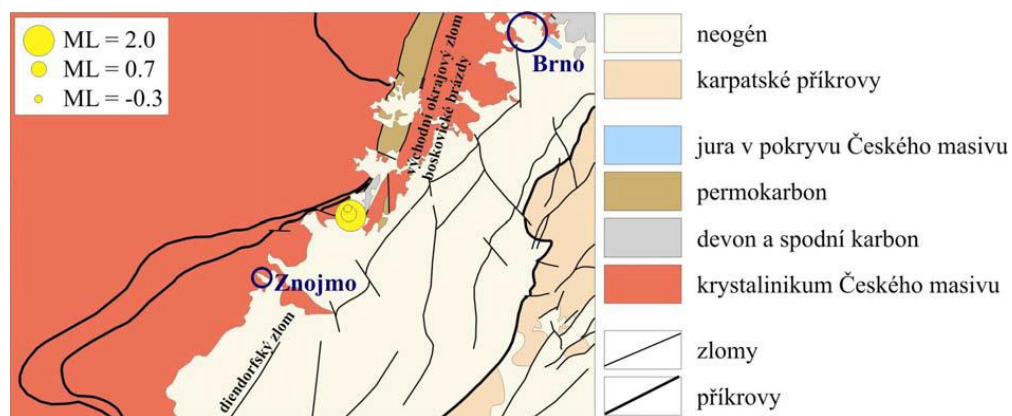 ML = 2.0
ML = 0.7
ML = -0.3
Brno
východní okrajový zlom
boskovické brázdy
Znojmo
diendorfský zlom
neogén
karpatské příkrovy
jura v pokryvu Českého masivu
permokarbon
devon a spodní karbon
krystalinikum Českého masivu
zlomy
příkrovy